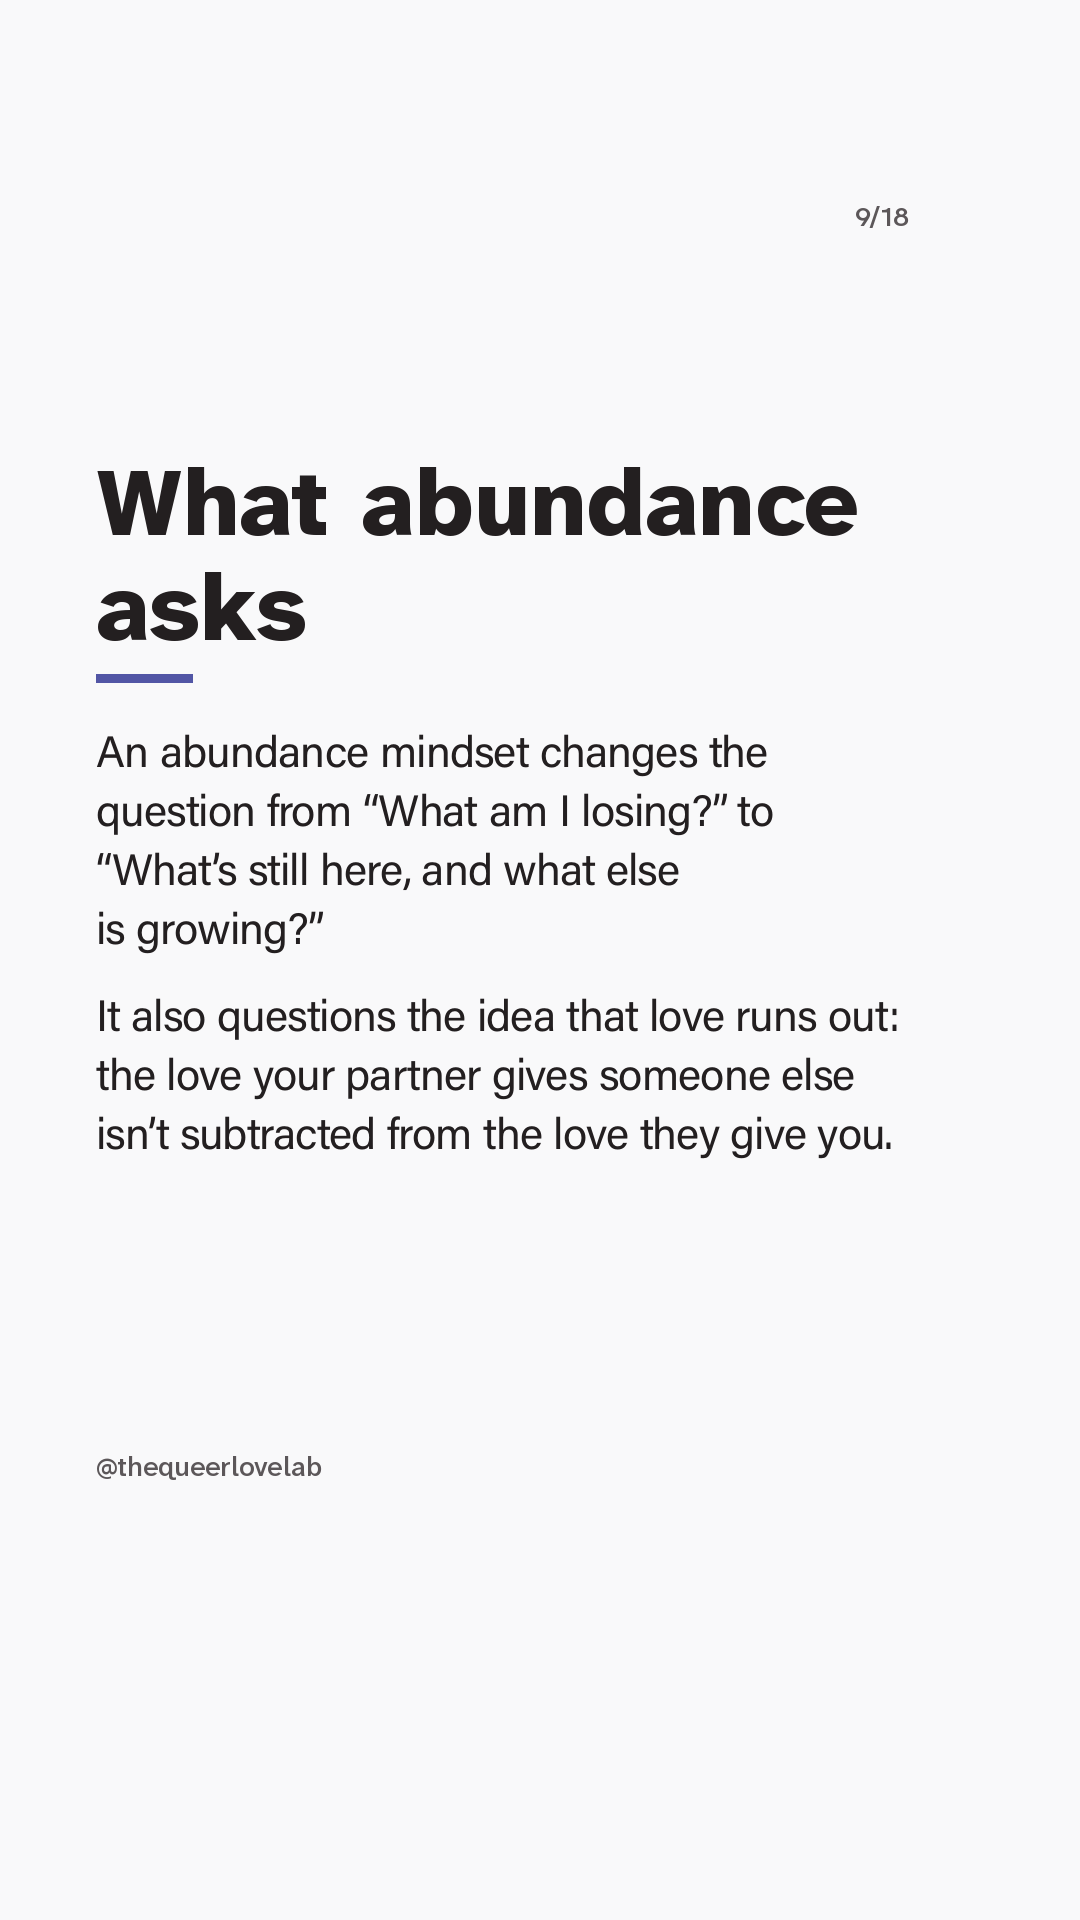 9/18
What abundance
asks
An abundance mindset changes the
question from “What am I losing?” to
“What’s still here, and what else
is growing?”
It also questions the idea that love runs out:
the love your partner gives someone else
isn’t subtracted from the love they give you.
@thequeerlovelab